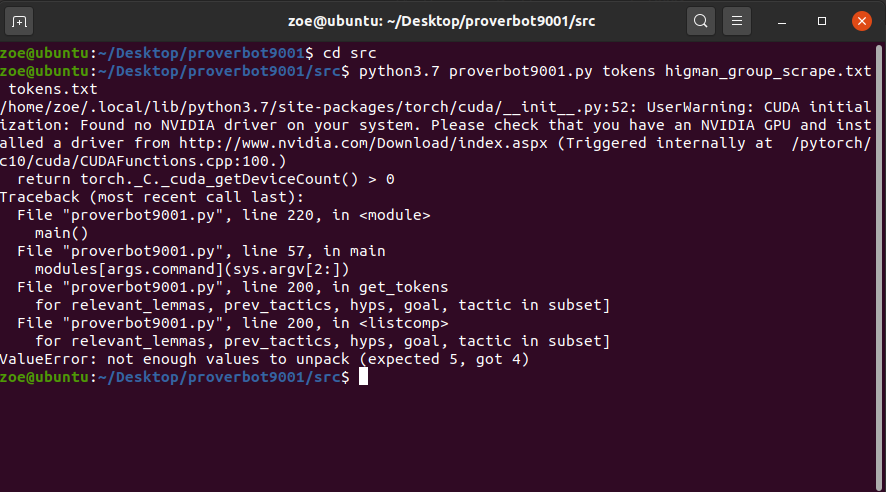 zoe@ubuntu: ~/Desktop/proverbot9001/src
zoe@ubuntu:~/Desktop/proverbot9001$ cd src
zoe@ubuntu:~/Desktop/proverbot9001/src$ python3.7 proverbot9001.py tokens higman_group_scrape.txt
 tokens.txt
/home/zoe/.local/lib/python3.7/site-packages/torch/cuda/__init__.py:52: UserWarning: CUDA initial
ization: Found no NVIDIA driver on your system. Please check that you have an NVIDIA GPU and inst
alled a driver from http://www.nvidia.com/Download/index.aspx (Triggered internally at  /pytorch/
c10/cuda/CUDAFunctions.cpp:100.)
  return torch._C._cuda_getDeviceCount() > 0
Traceback (most recent call last):
  File "proverbot9001.py", line 220, in <module>
    main()
  File "proverbot9001.py", line 57, in main
    modules[args.command](sys.argv[2:])
  File "proverbot9001.py", line 200, in get_tokens
    for relevant_lemmas, prev_tactics, hyps, goal, tactic in subset]
  File "proverbot9001.py", line 200, in <listcomp>
    for relevant_lemmas, prev_tactics, hyps, goal, tactic in subset]
ValueError: not enough values to unpack (expected 5, got 4)
zoe@ubuntu:~/Desktop/proverbot9001/src$